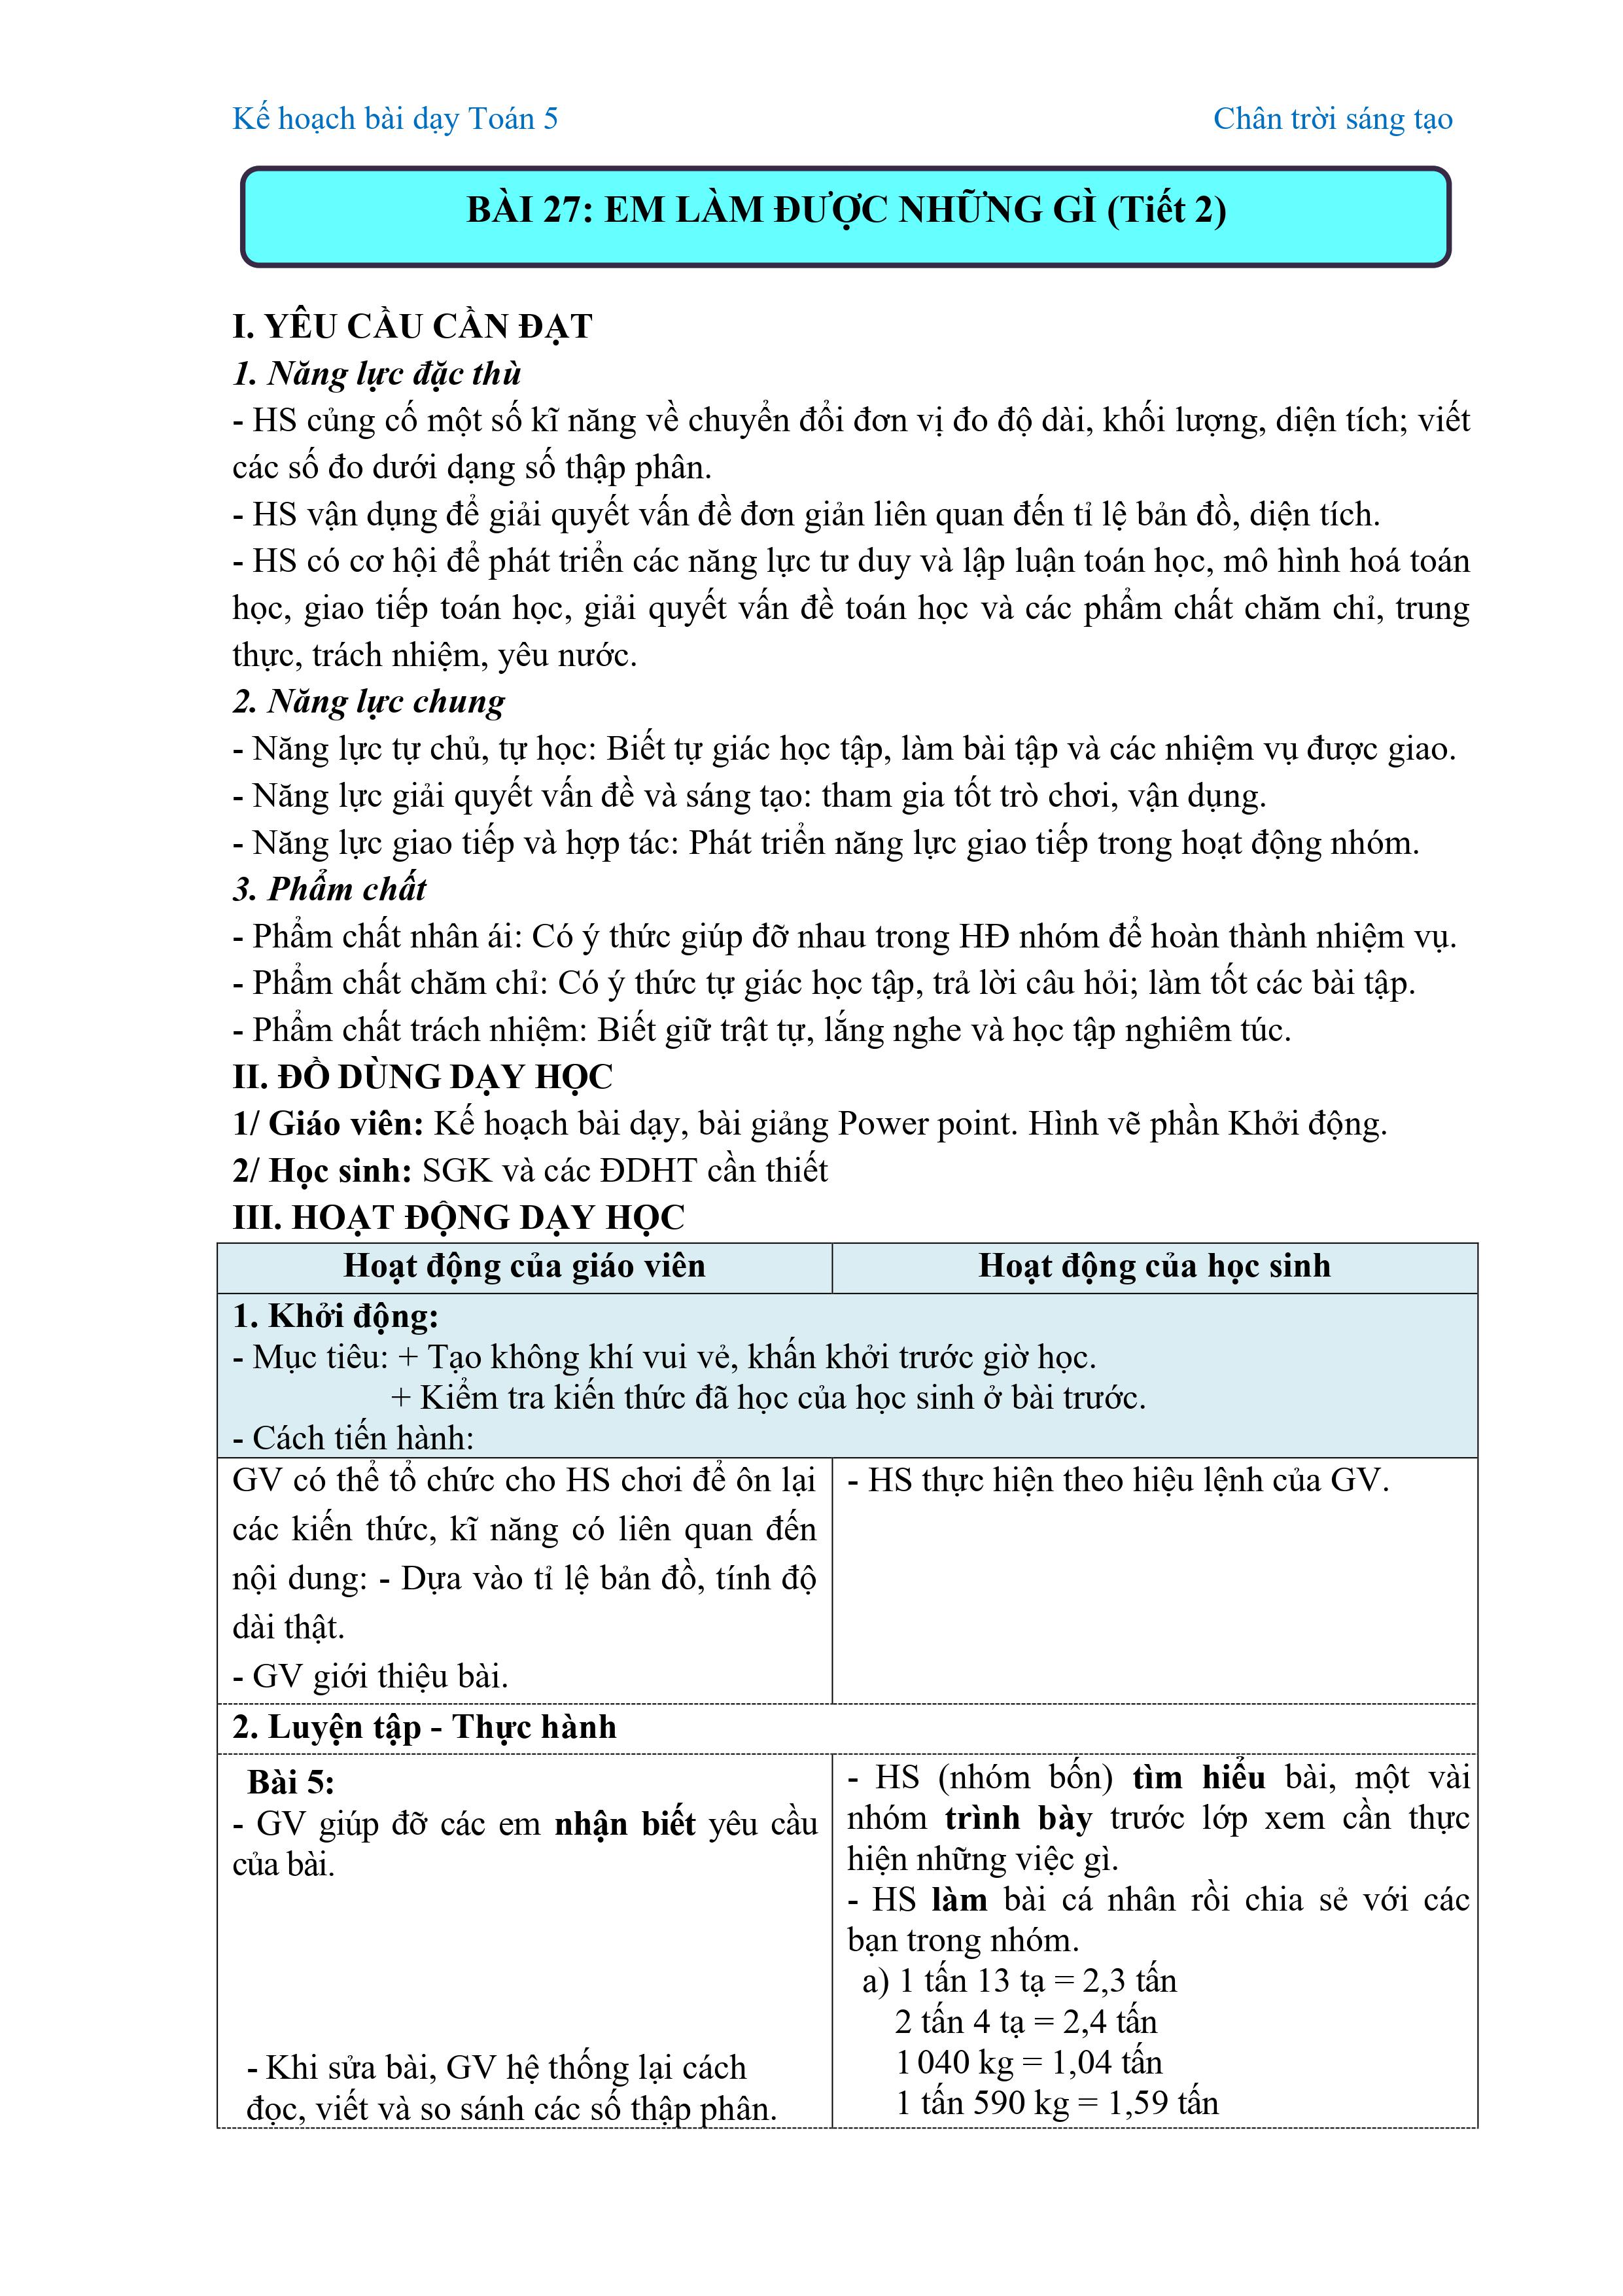 Kế hoạch bài dạy Toán 5 Chân trời sáng tạo
BÀI 27: EM LÀM ĐƯỢC NHỮNG GÌ (Tiết 2)
I. YÊU CẦU CẦN ĐẠT
1. Năng lực đặc thù
- HS củng cố một số kĩ năng về chuyển đổi đơn vị đo độ dài, khối lượng, diện tích; viết
các số đo dưới dạng số thập phân.
- HS vận dụng để giải quyết vấn đề đơn giản liên quan đến tỉ lệ bản đồ, diện tích.
- HS có cơ hội để phát triển các năng lực tư duy và lập luận toán học, mô hình hoá toán
học, giao tiếp toán học, giải quyết vấn đề toán học và các phẩm chất chăm chỉ, trung
thực, trách nhiệm, yêu nước.
2. Năng lực chung
- Năng lực tự chủ, tự học: Biết tự giác học tập, làm bài tập và các nhiệm vụ được giao.
- Năng lực giải quyết vấn đề và sáng tạo: tham gia tốt trò chơi, vận dụng.
- Năng lực giao tiếp và hợp tác: Phát triển năng lực giao tiếp trong hoạt động nhóm.
3. Phẩm chất
- Phẩm chất nhân ái: Có ý thức giúp đỡ nhau trong HĐ nhóm để hoàn thành nhiệm vụ.
- Phẩm chất chăm chỉ: Có ý thức tự giác học tập, trả lời câu hỏi; làm tốt các bài tập.
- Phẩm chất trách nhiệm: Biết giữ trật tự, lắng nghe và học tập nghiêm túc.
II. ĐỒ DÙNG DẠY HỌC
1/ Giáo viên: Kế hoạch bài dạy, bài giảng Power point. Hình vẽ phần Khởi động.
2/ Học sinh: SGK và các ĐDHT cần thiết
III. HOẠT ĐỘNG DẠY HỌC
Hoạt động của giáo viên
Hoạt động của học sinh
1. Khởi động:
- Mục tiêu: + Tạo không khí vui vẻ, khấn khởi trước giờ học.
+ Kiểm tra kiến thức đã học của học sinh ở bài trước.
- Cách tiến hành:
GV có thể tổ chức cho HS chơi để ôn lại
các kiến thức, kĩ năng có liên quan đến
nội dung: - Dựa vào tỉ lệ bản đồ, tính độ
dài thật.
- GV giới thiệu bài.
- HS thực hiện theo hiệu lệnh của GV.
2. Luyện tập - Thực hành
Bài 5:
- GV giúp đỡ các em nhận biết yêu cầu
của bài.
- Khi sửa bài, GV hệ thống lại cách
đọc, viết và so sánh các số thập phân.
- HS (nhóm bốn) tìm hiểu bài, một vài
nhóm trình bày trước lớp xem cần thực
hiện những việc gì.
- HS làm bài cá nhân rồi chia sẻ với các
bạn trong nhóm.
a) 1 tấn 13 tạ = 2,3 tấn
2 tấn 4 tạ = 2,4 tấn
1 040 kg = 1,04 tấn
1 tấn 590 kg = 1,59 tấn